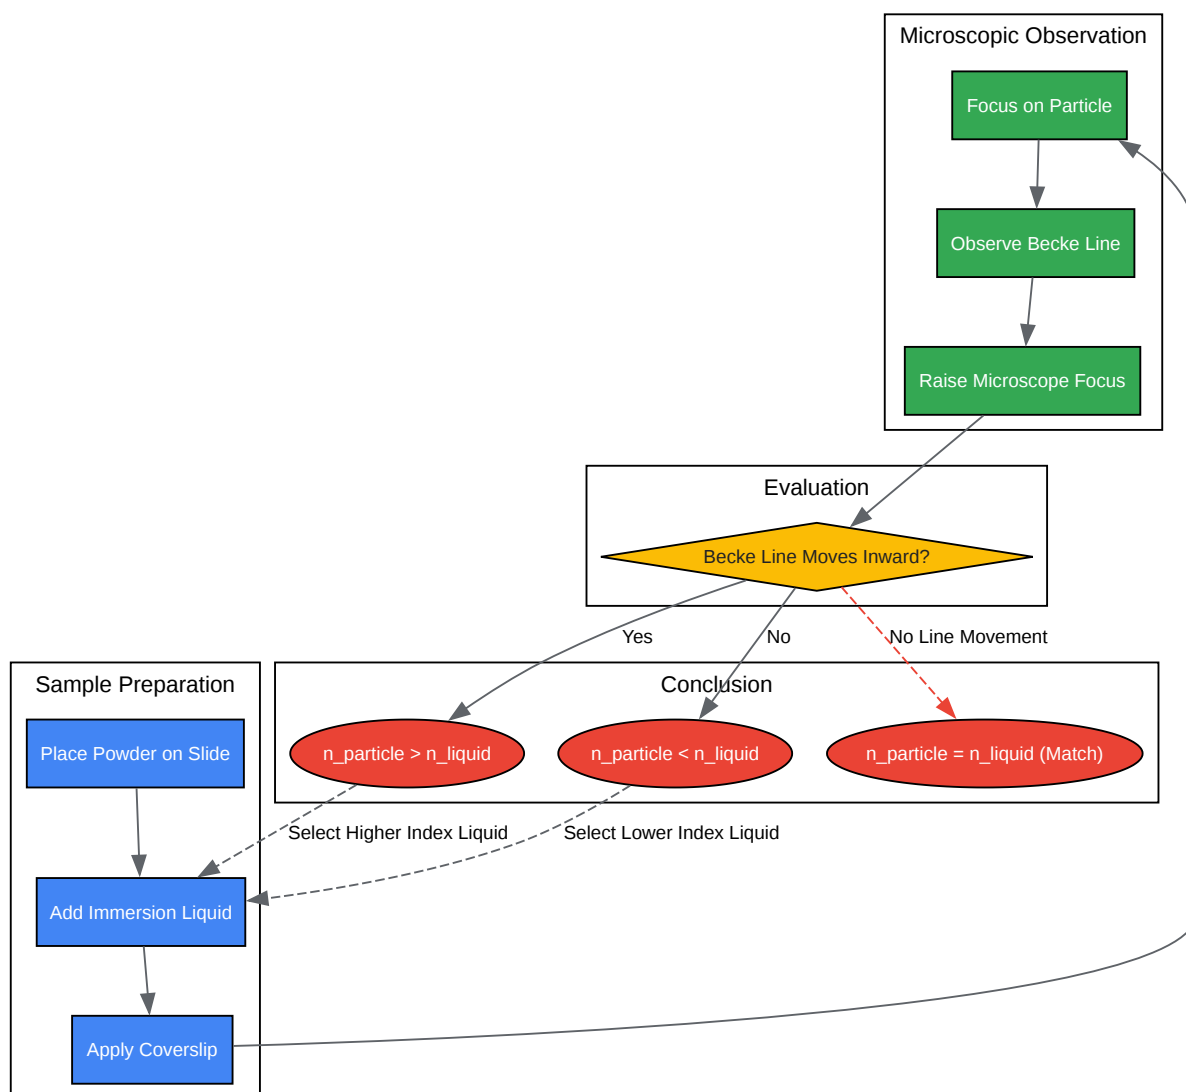 Microscopic Observation
Focus on Particle
Observe Becke Line
Raise Microscope Focus
Evaluation
Becke Line Moves Inward?
Yes
No
No Line Movement
Sample Preparation
Conclusion
Place Powder on Slide
n_particle > n_liquid
n_particle < n_liquid
n_particle = n_liquid (Match)
Select Higher Index Liquid
Select Lower Index Liquid
Add Immersion Liquid
Apply Coverslip